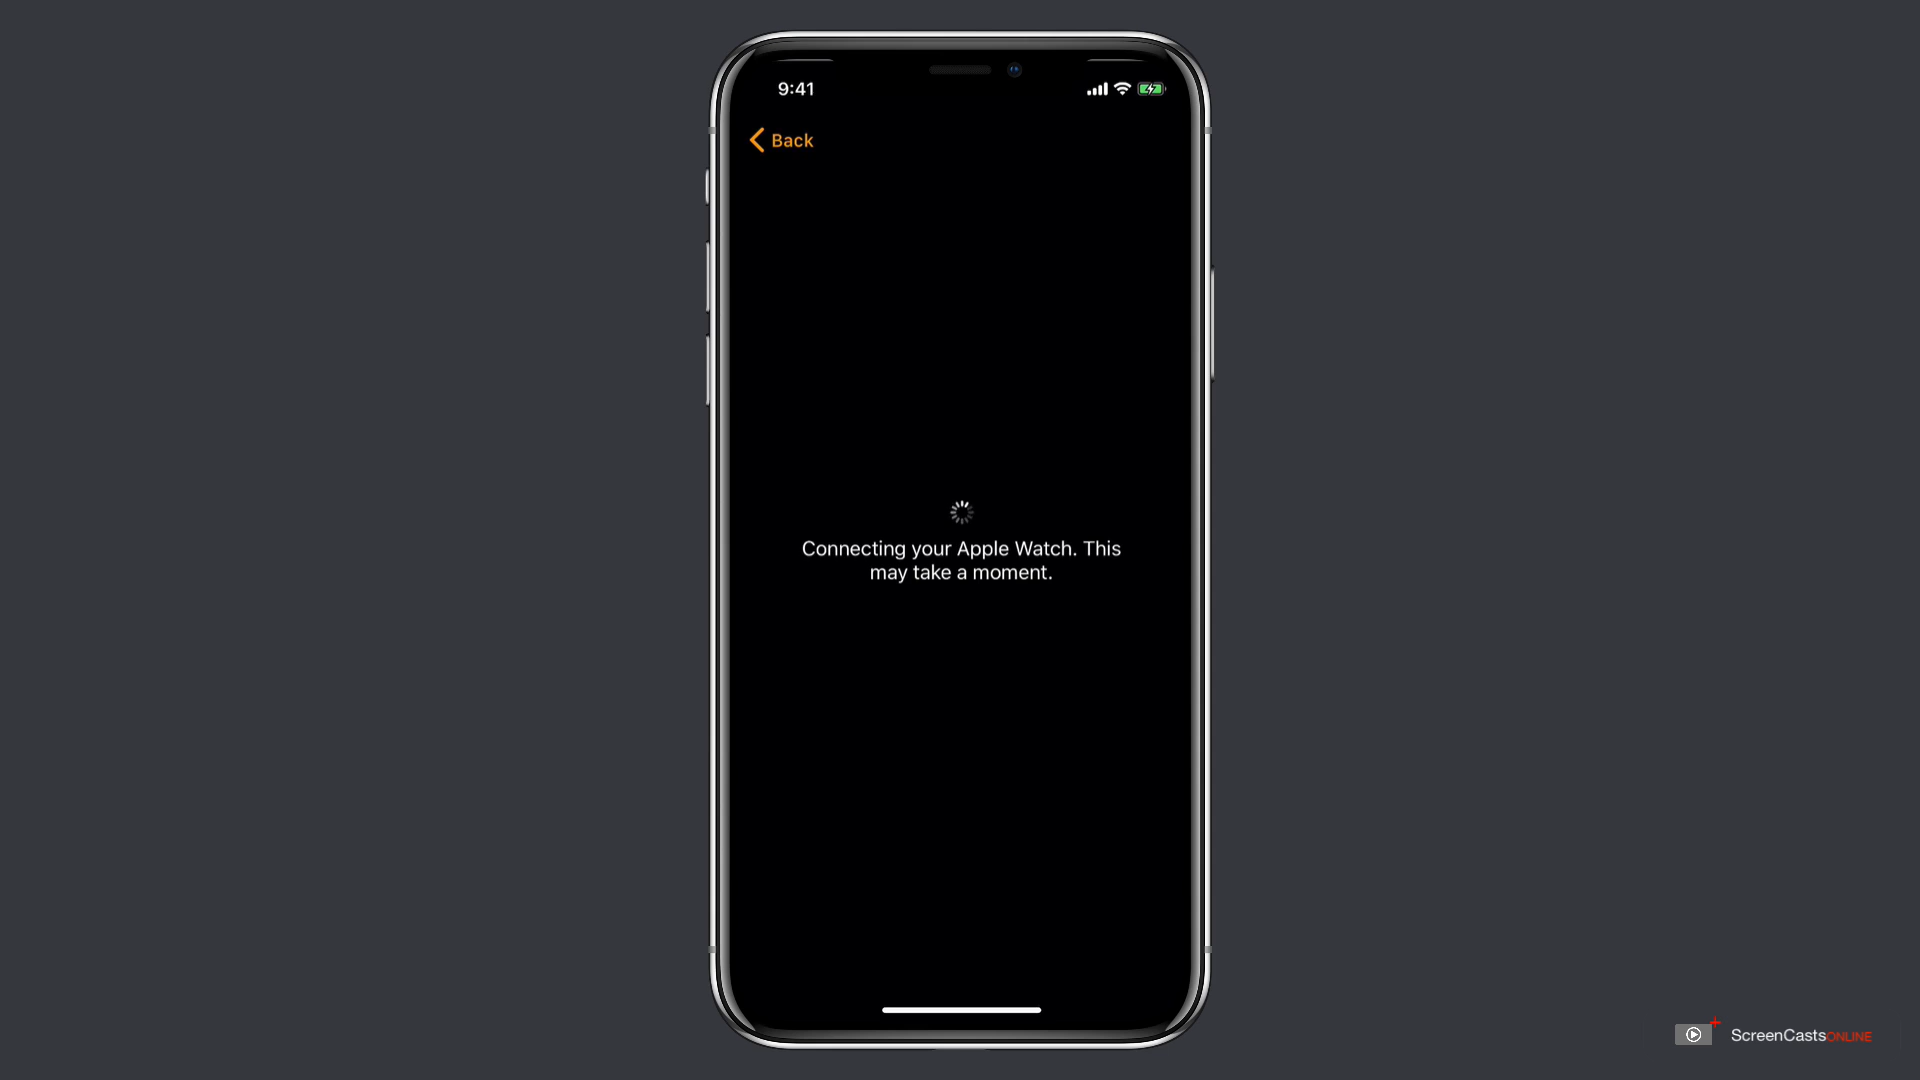 9:41
Back
Connecting your Apple Watch. This
may take a moment.
ScreenCastsONLINE